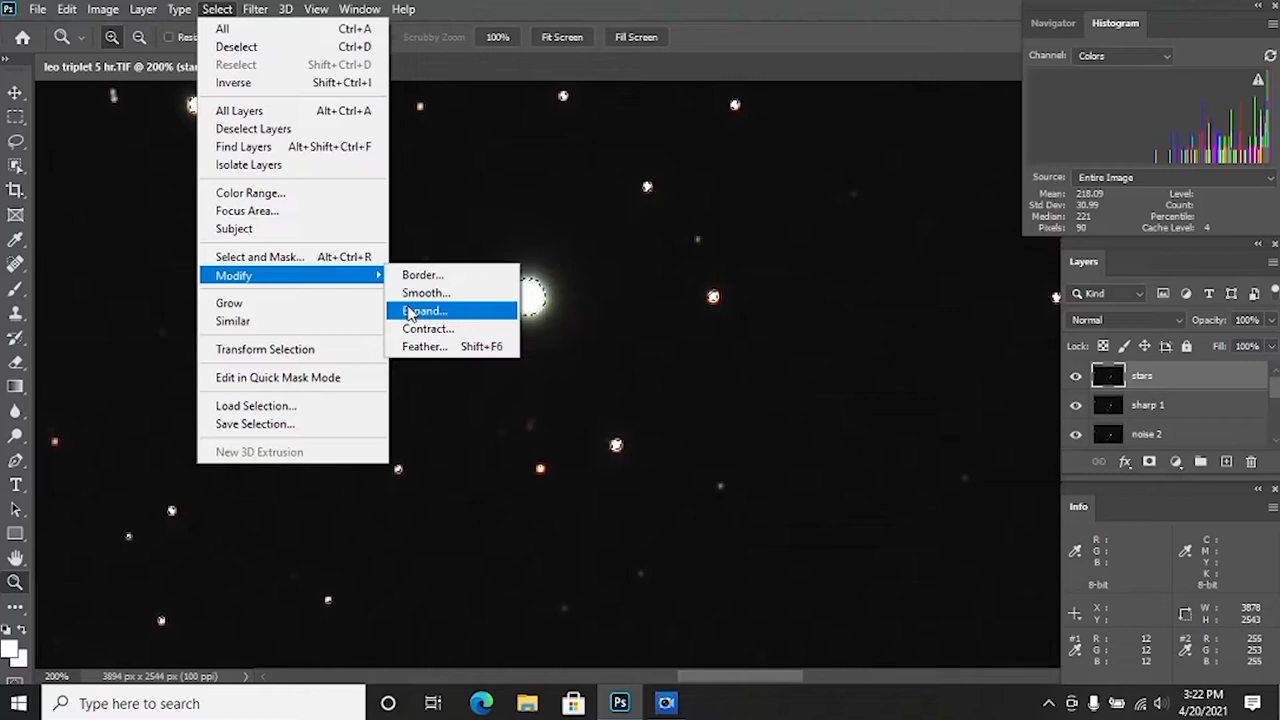 Ps File Edit Image Layer Type Select Filter 3D View Window Help
Scrubby Zoom 100% Fit Screen Fill Screen
leo triplet 5 hr.TIF @ 200% (sta
All Ctrl+A
Deselect Ctrl+D
Reselect Shift+Ctrl+D
Inverse Shift+Ctrl+I
All Layers Alt+Ctrl+A
Deselect Layers
Find Layers Alt+Shift+Ctrl+F
Isolate Layers
Color Range...
Focus Area...
Subject
Select and Mask... Alt+Ctrl+R
Modify
Grow
Similar
Transform Selection
Edit in Quick Mask Mode
Load Selection...
Save Selection...
New 3D Extrusion
Border...
Smooth...
Expand...
Contract...
Feather... Shift+F6
Navigator Histogram
Channel: Colors
Source: Entire Image
Mean: 218.09 Level:
Std Dev: 30.99 Count:
Median: 221 Percentile:
Pixels: 90 Cache Level: 4
Layers
Kind
Normal Opacity: 100%
Lock: Fill: 100%
stars
sharp 1
noise 2
fx
Info
R: C:
G: M:
B: Y:
K:
8-bit 8-bit
X: W: 3878
Y: H: 2543
#1 R: 12 #2 R: 255
G: 12 G: 253
B: 12 B: 255
200% 3894 px x 2544 px (100 ppi)
Type here to search
Ps
3:22 PM
4/20/2021